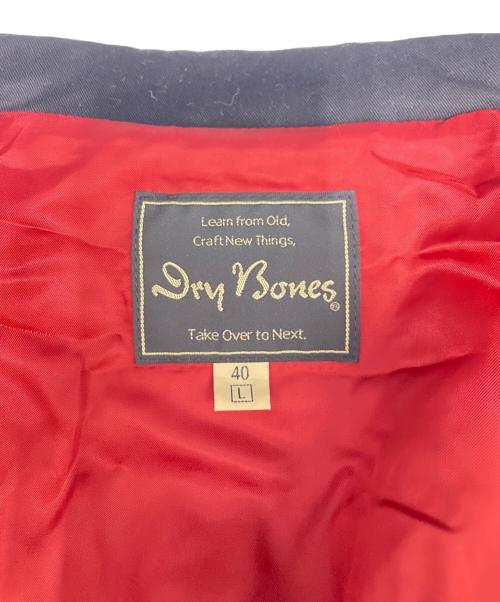 Learn from Old,
Craft New Things,
Dry Bones®
Take Over to Next.
40
L